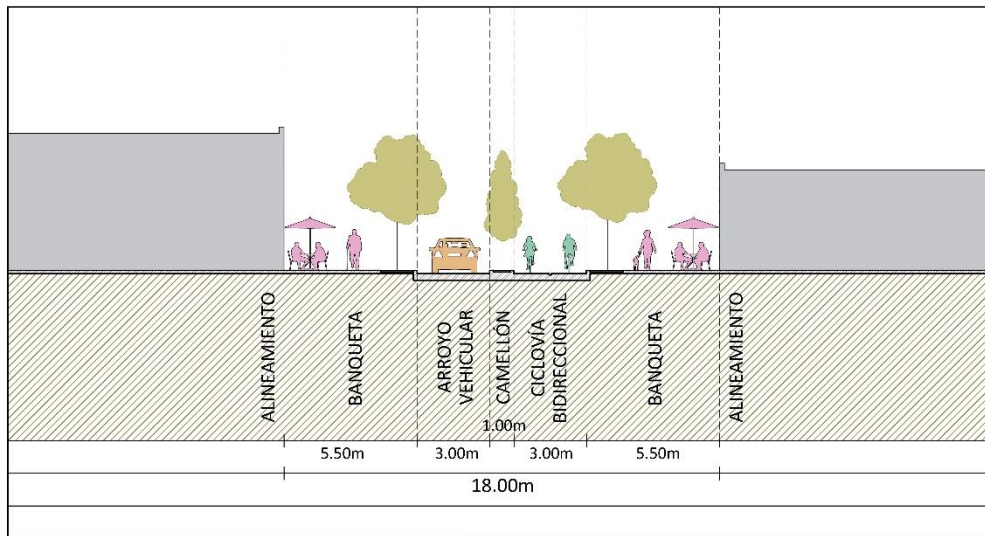 ALINEAMIENTO
BANQUETA
ARROYO
VEHICULAR
CAMELLÓN
CICLOVÍA
BIDIRECCIONAL
BANQUETA
ALINEAMIENTO
1.00m
5.50m
3.00m
3.00m
5.50m
18.00m